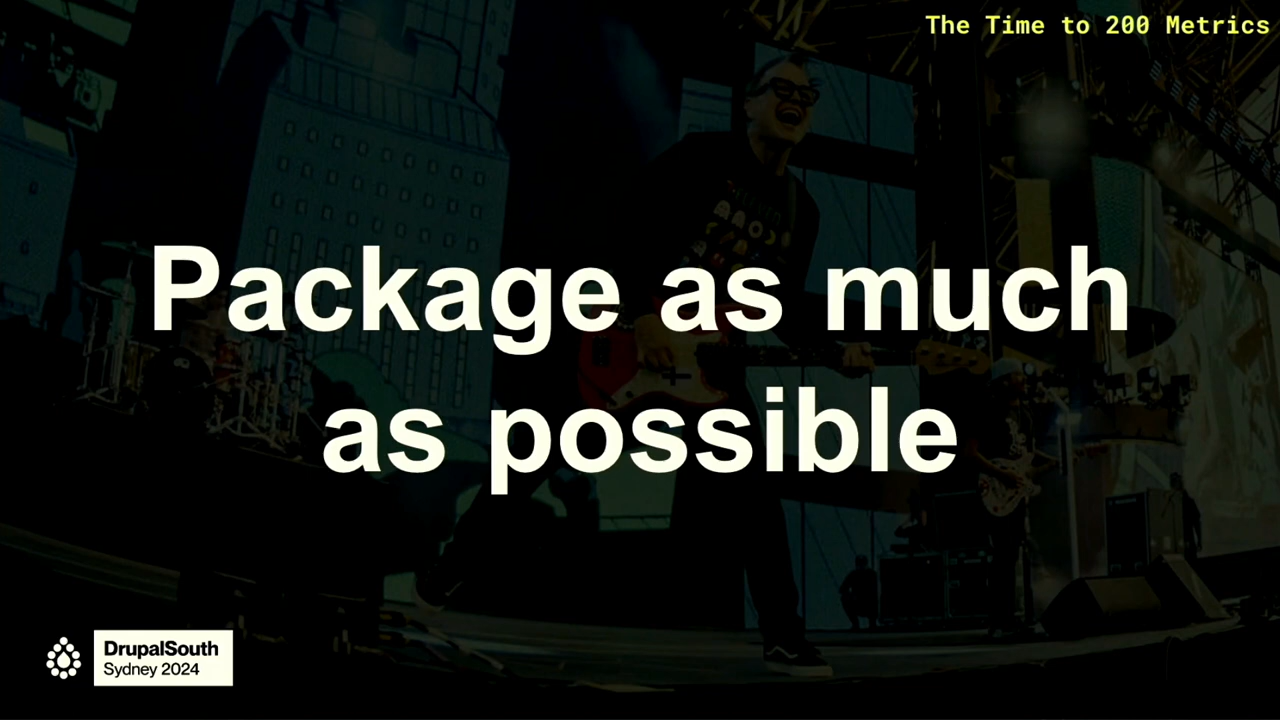 The Time to 200 Metrics
Package as much
as possible
DrupalSouth
Sydney 2024